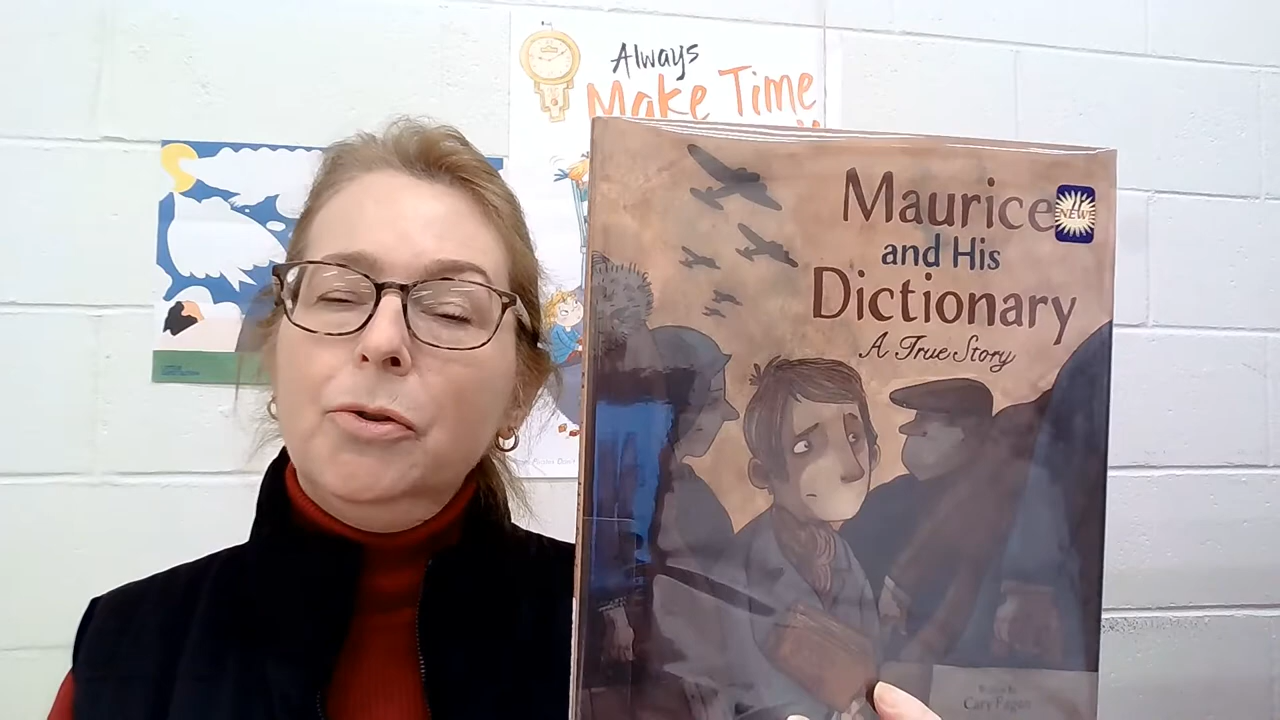 Always
Make Time
Maurice
NEW!
and His
Dictionary
A True Story
Cary Fagan